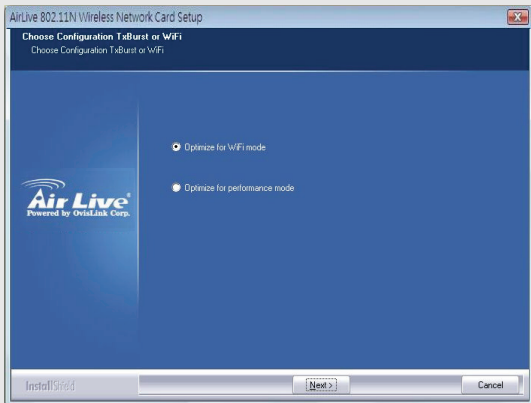 AirLive 802.11N Wireless Network Card Setup
Choose Configuration TxBurst or WiFi
Choose Configuration TxBurst or WiFi
Optimize for WiFi mode
Optimize for performance mode
Air Live®
Powered by OvisLink Corp.
InstallShield
Next >
Cancel